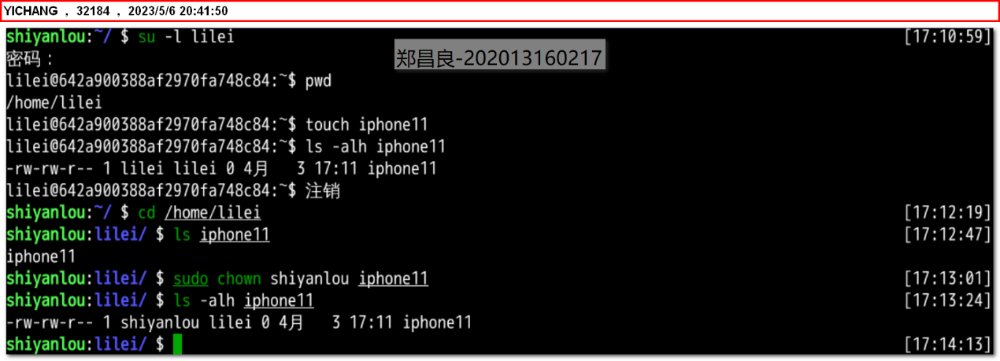 YICHANG , 32184 , 2023/5/6 20:41:50
shiyanlou:~/ $ su -l lilei [17:10:59]
密码：
郑昌良-202013160217
lilei@642a900388af2970fa748c84:~$ pwd
/home/lilei
lilei@642a900388af2970fa748c84:~$ touch iphone11
lilei@642a900388af2970fa748c84:~$ ls -alh iphone11
-rw-rw-r-- 1 lilei lilei 0 4月   3 17:11 iphone11
lilei@642a900388af2970fa748c84:~$ 注销
shiyanlou:~/ $ cd /home/lilei [17:12:19]
shiyanlou:lilei/ $ ls iphone11 [17:12:47]
iphone11
shiyanlou:lilei/ $ sudo chown shiyanlou iphone11 [17:13:01]
shiyanlou:lilei/ $ ls -alh iphone11 [17:13:24]
-rw-rw-r-- 1 shiyanlou lilei 0 4月   3 17:11 iphone11
shiyanlou:lilei/ $ [17:14:13]